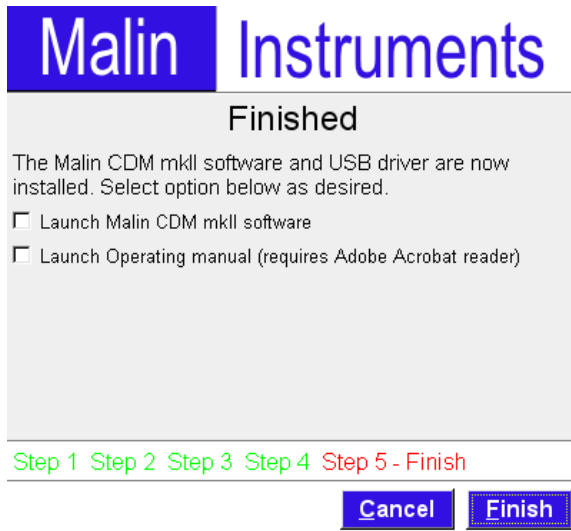 Malin Instruments
Finished
The Malin CDM mkII software and USB driver are now
installed. Select option below as desired.
Launch Malin CDM mkII software
Launch Operating manual (requires Adobe Acrobat reader)
Step 1 Step 2 Step 3 Step 4 Step 5 - Finish
Cancel Finish